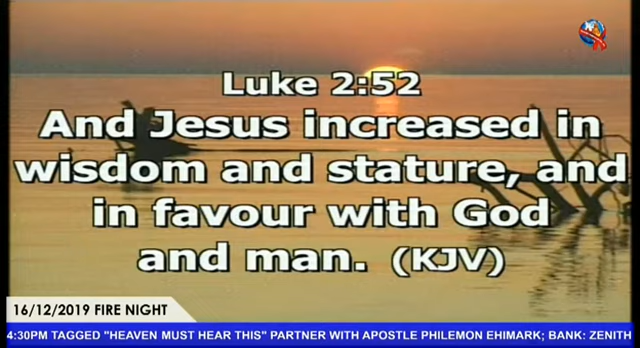 Luke 2:52
And Jesus increased in
wisdom and stature, and
in favour with God
and man. (KJV)
16/12/2019 FIRE NIGHT
4:30PM TAGGED "HEAVEN MUST HEAR THIS" PARTNER WITH APOSTLE PHILEMON EHIMARK; BANK: ZENITH